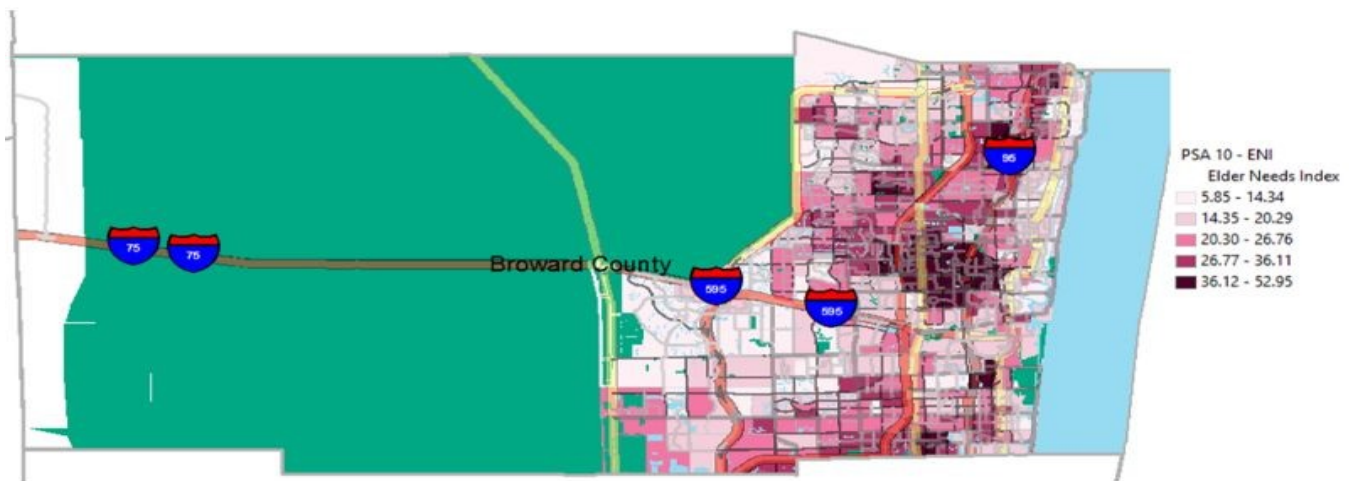 95
PSA 10 - ENI
Elder Needs Index
5.85 - 14.34
14.35 - 20.29
20.30 - 26.76
26.77 - 36.11
36.12 - 52.95
75
75
Broward County
595
595